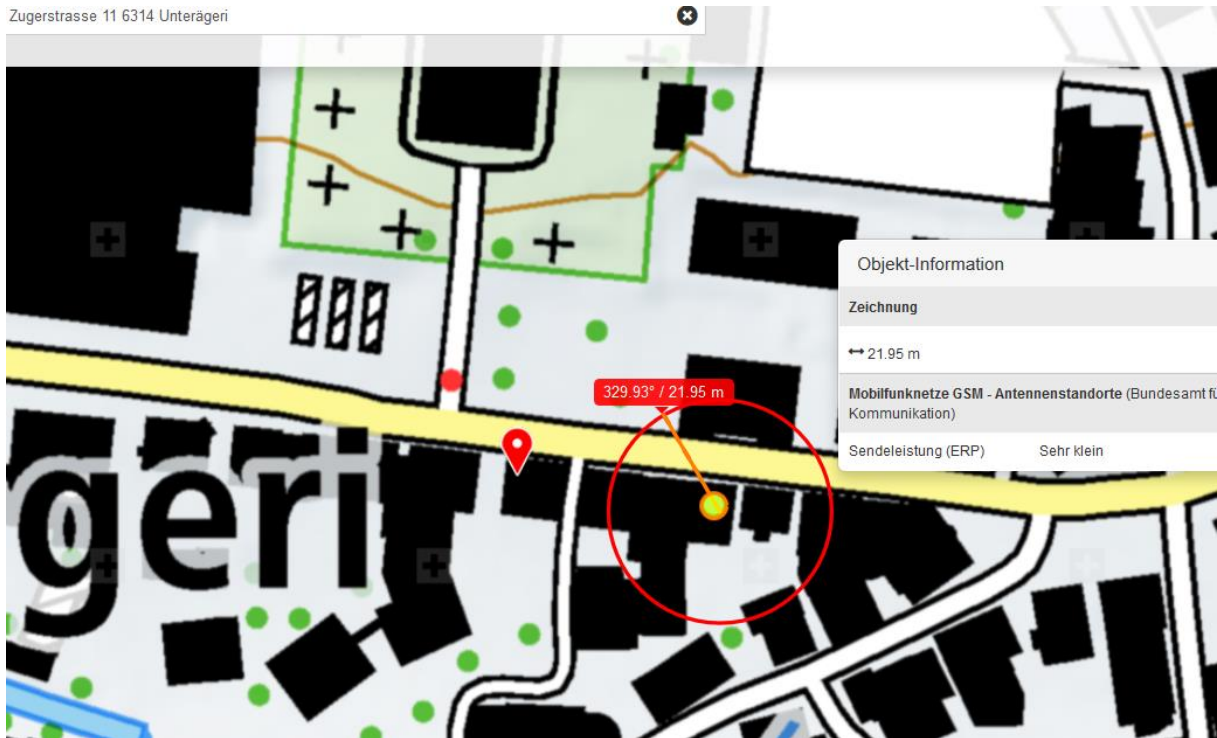 Zugerstrasse 11 6314 Unterägeri
Objekt-Information
Zeichnung
21.95 m
329.93° / 21.95 m
Mobilfunknetze GSM - Antennenstandorte (Bundesamt fü
Kommunikation)
Sendeleistung (ERP) Sehr klein
geri